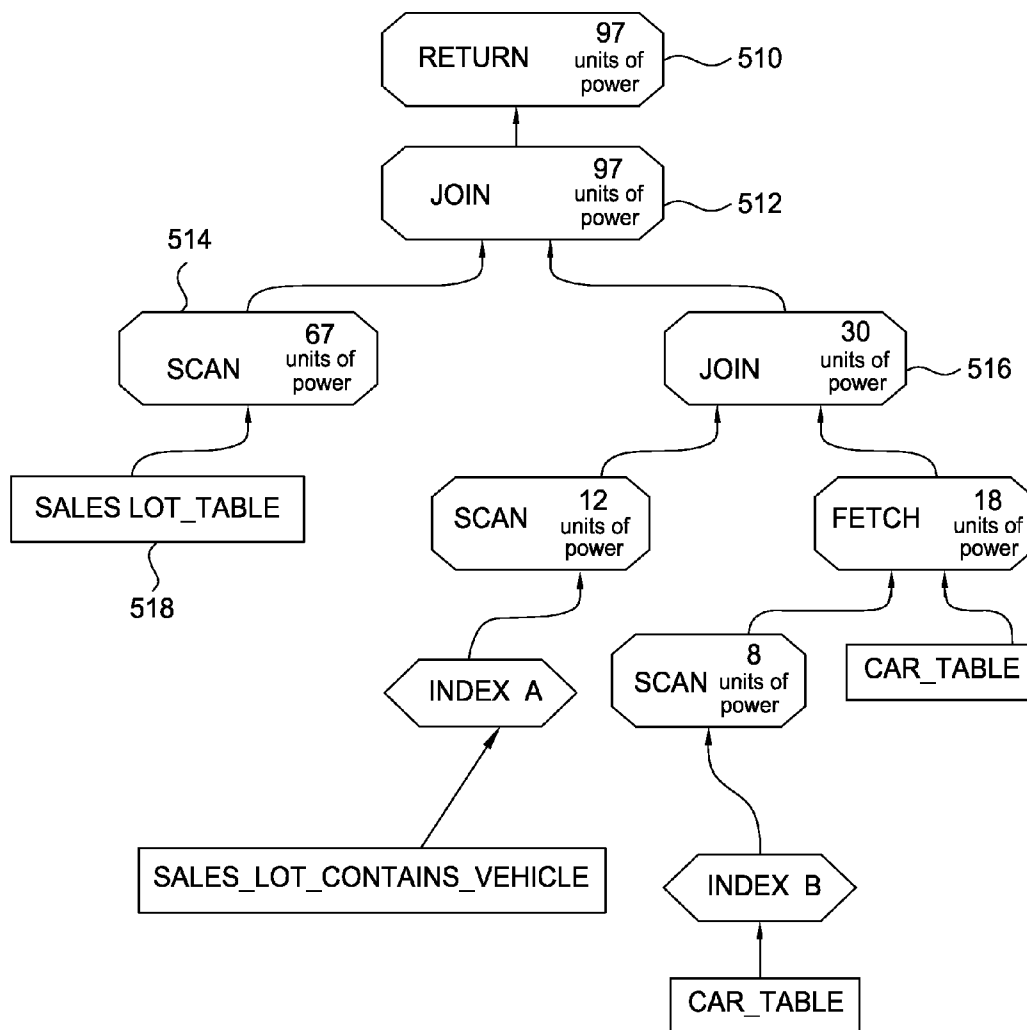 RETURN 97 units of power
510
JOIN 97 units of power
512
514
SCAN 67 units of power
JOIN 30 units of power
516
SALES LOT_TABLE
518
SCAN 12 units of power
FETCH 18 units of power
INDEX A
SCAN 8 units of power
CAR_TABLE
SALES_LOT_CONTAINS_VEHICLE
INDEX B
CAR_TABLE